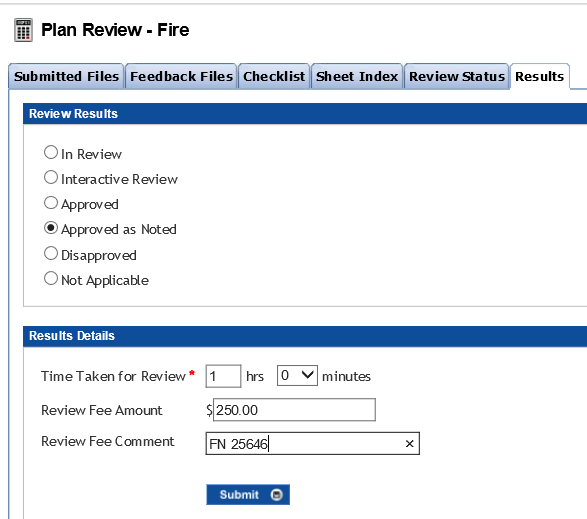 Plan Review - Fire
Submitted Files Feedback Files Checklist Sheet Index Review Status Results
Review Results
In Review
Interactive Review
Approved
Approved as Noted
Disapproved
Not Applicable
Results Details
Time Taken for Review * 1 hrs 0 minutes
Review Fee Amount $ 250.00
Review Fee Comment FN 25646 ×
Submit